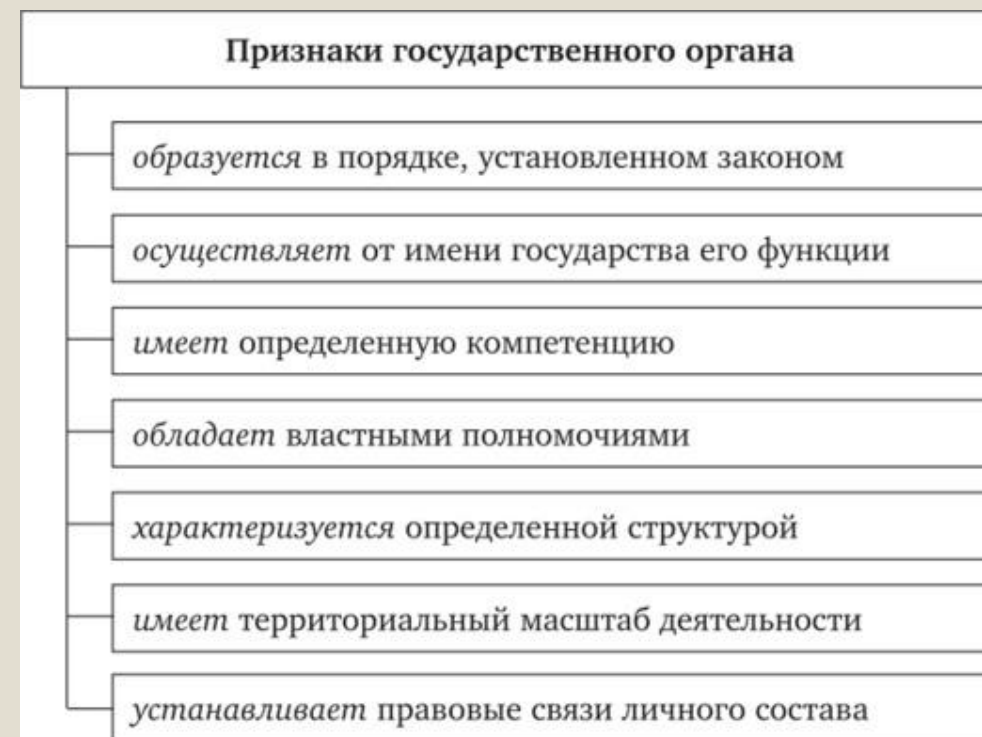 Признаки государственного органа
образуется в порядке, установленном законом
осуществляет от имени государства его функции
имеет определенную компетенцию
обладает властными полномочиями
характеризуется определенной структурой
имеет территориальный масштаб деятельности
устанавливает правовые связи личного состава